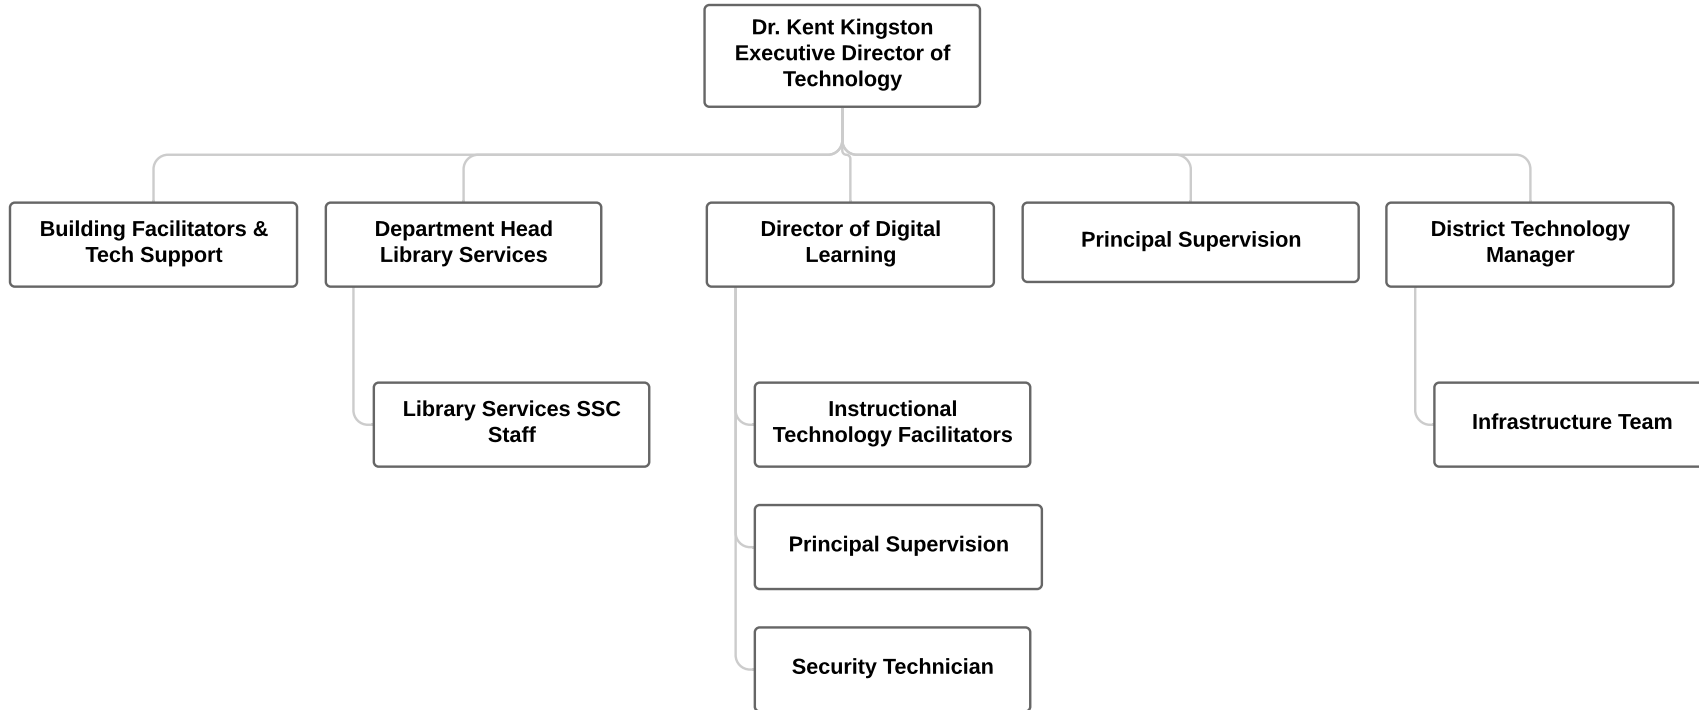 Dr. Kent Kingston
Executive Director of
Technology
Building Facilitators &
Tech Support
Department Head
Library Services
Director of Digital
Learning
Principal Supervision
District Technology
Manager
Library Services SSC
Staff
Instructional
Technology Facilitators
Infrastructure Team
Principal Supervision
Security Technician